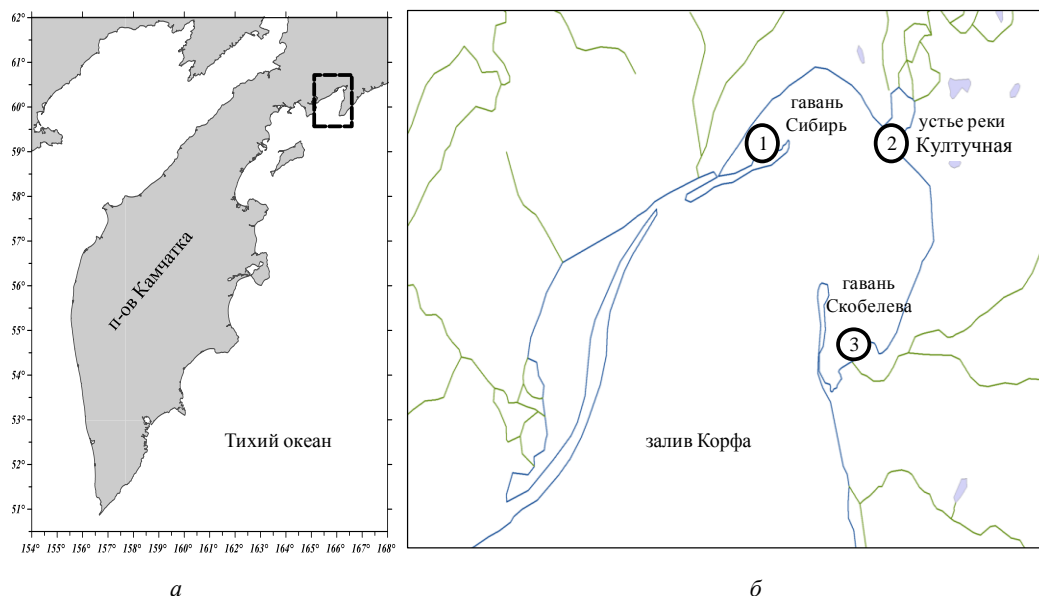 62°
61°
60°
59°
58°
57°
56°
55°
54°
53°
52°
51°
154° 155° 156° 157° 158° 159° 160° 161° 162° 163° 164° 165° 166° 167° 168°
п-ов Камчатка
Тихий океан
а
гавань
Сибирь
1
2
устье реки
Култучная
гавань
Скобелева
3
залив Корфа
б